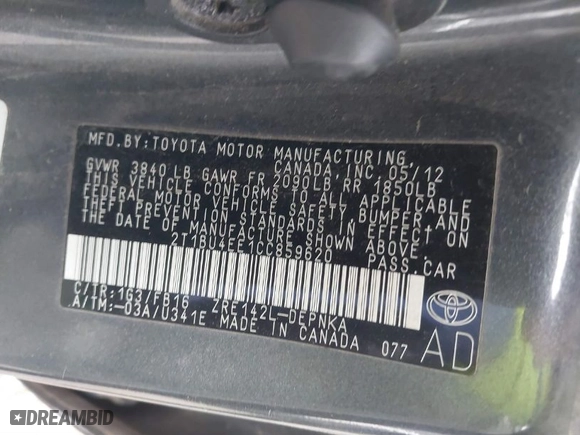 MFD.BY:TOYOTA MOTOR MANUFACTURING,
CANADA, INC. 05/12
GVWR 3840 LB GAWR FR 2090LB RR 1850LB
THIS VEHICLE CONFORMS TO ALL APPLICABLE
FEDERAL MOTOR VEHICLE SAFETY, BUMPER, AND
THEFT PREVENTION STANDARDS IN EFFECT ON
THE DATE OF MANUFACTURE SHOWN ABOVE.
2T1BU4EE1CC859620 PASS.CAR
C/TR:1G3/FB16 ZRE142L-DEPNKA
A/TM:-03A/U341E MADE IN CANADA 077
AD
DREAMBID